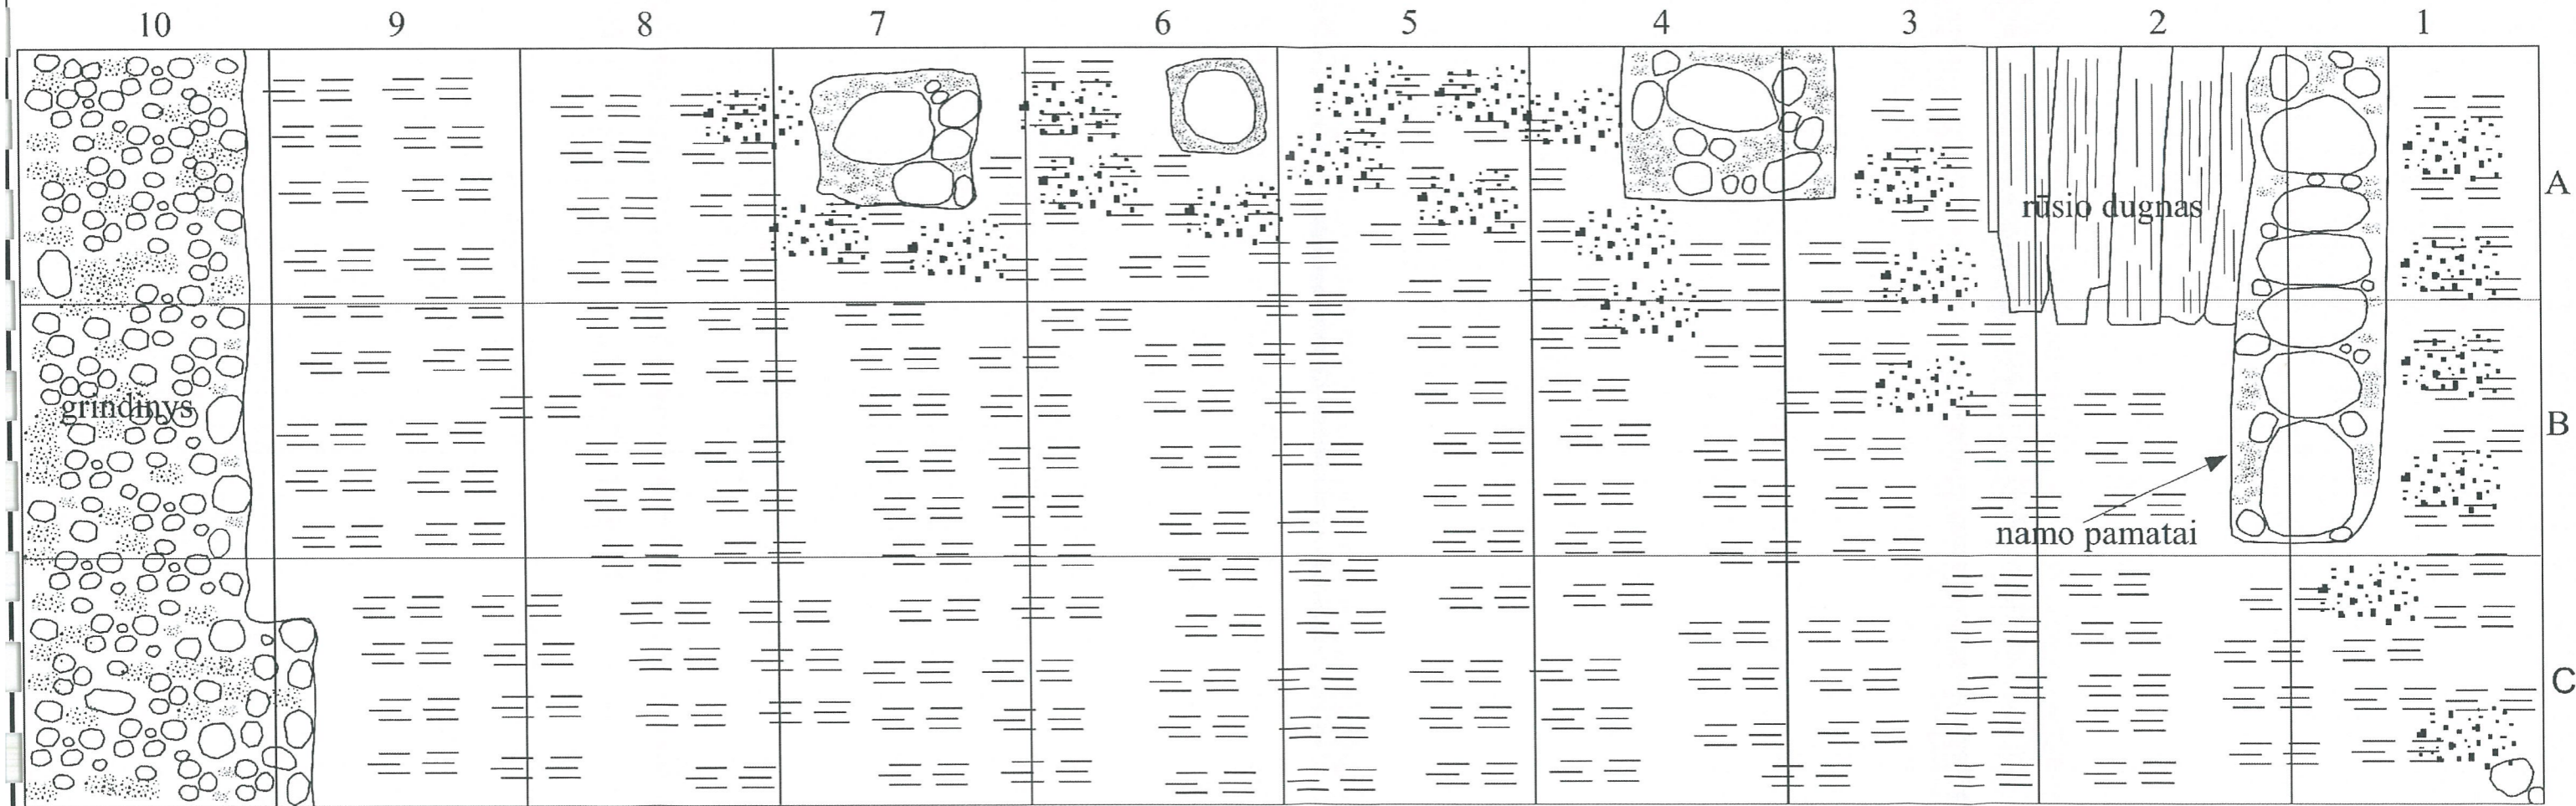 10 9 8 7 6 5 4 3 2 1
A
rūsio dugnas
grindinys
B
namo pamatai
C